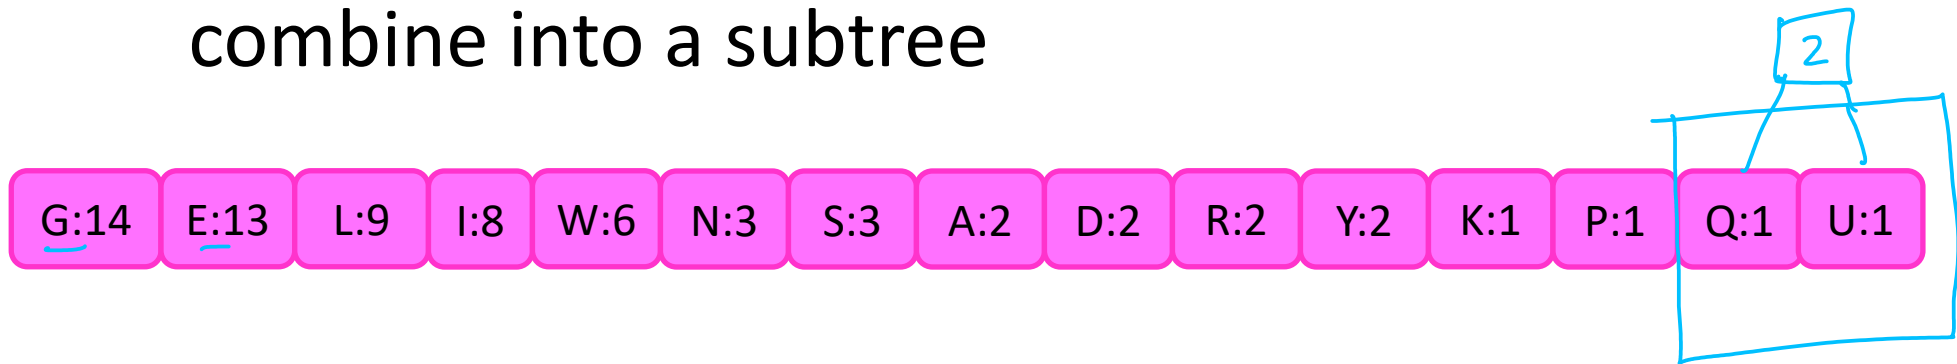 combine into a subtree
2
G:14 E:13 L:9 I:8 W:6 N:3 S:3 A:2 D:2 R:2 Y:2 K:1 P:1 Q:1 U:1